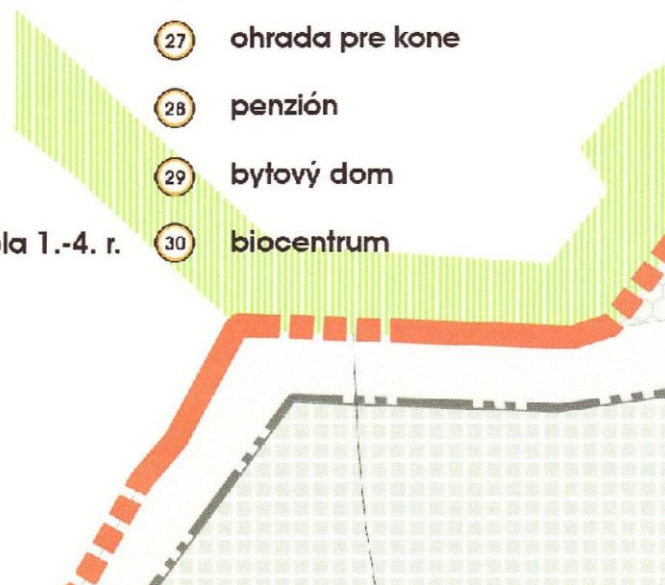 27 ohrada pre kone
28 penzión
29 bytový dom
la 1.-4. r. 30 biocentrum